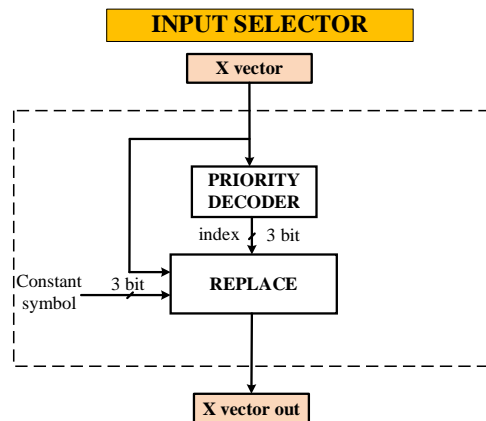 INPUT SELECTOR
X vector
PRIORITY
DECODER
index 3 bit
REPLACE
Constant
symbol
3 bit
X vector out